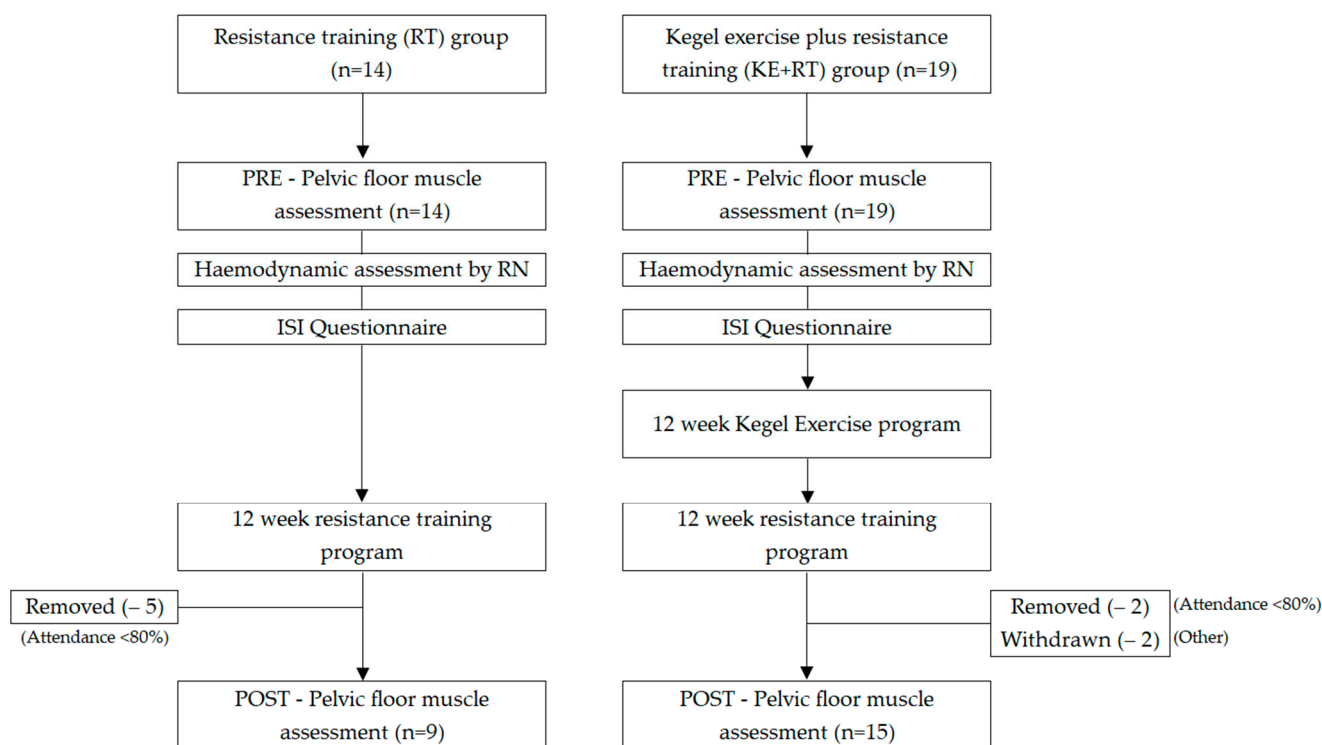 Resistance training (RT) group
(n=14)
Kegel exercise plus resistance
training (KE+RT) group (n=19)
PRE - Pelvic floor muscle
assessment (n=14)
PRE - Pelvic floor muscle
assessment (n=19)
Haemodynamic assessment by RN
Haemodynamic assessment by RN
ISI Questionnaire
ISI Questionnaire
12 week Kegel Exercise program
12 week resistance training
program
12 week resistance training
program
Removed (– 5)
(Attendance <80%)
Removed (– 2) (Attendance <80%)
Withdrawn (– 2) (Other)
POST - Pelvic floor muscle
assessment (n=9)
POST - Pelvic floor muscle
assessment (n=15)